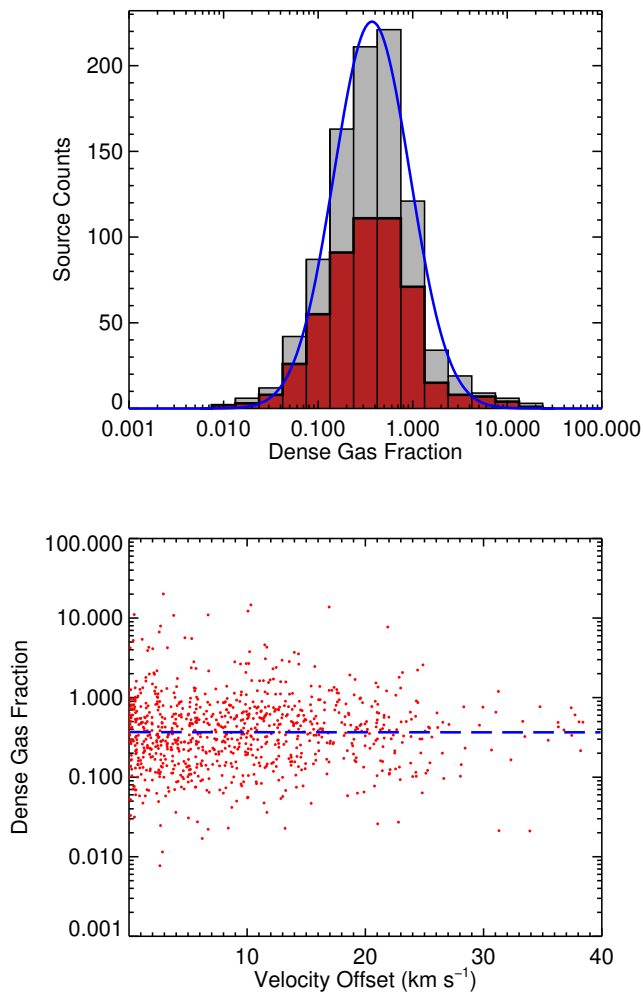 200
150
100
50
0
Source Counts
0.001 0.010 0.100 1.000 10.000 100.000
Dense Gas Fraction
100.000
10.000
1.000
0.100
0.010
0.001
Dense Gas Fraction
10 20 30 40
Velocity Offset (km s⁻¹)